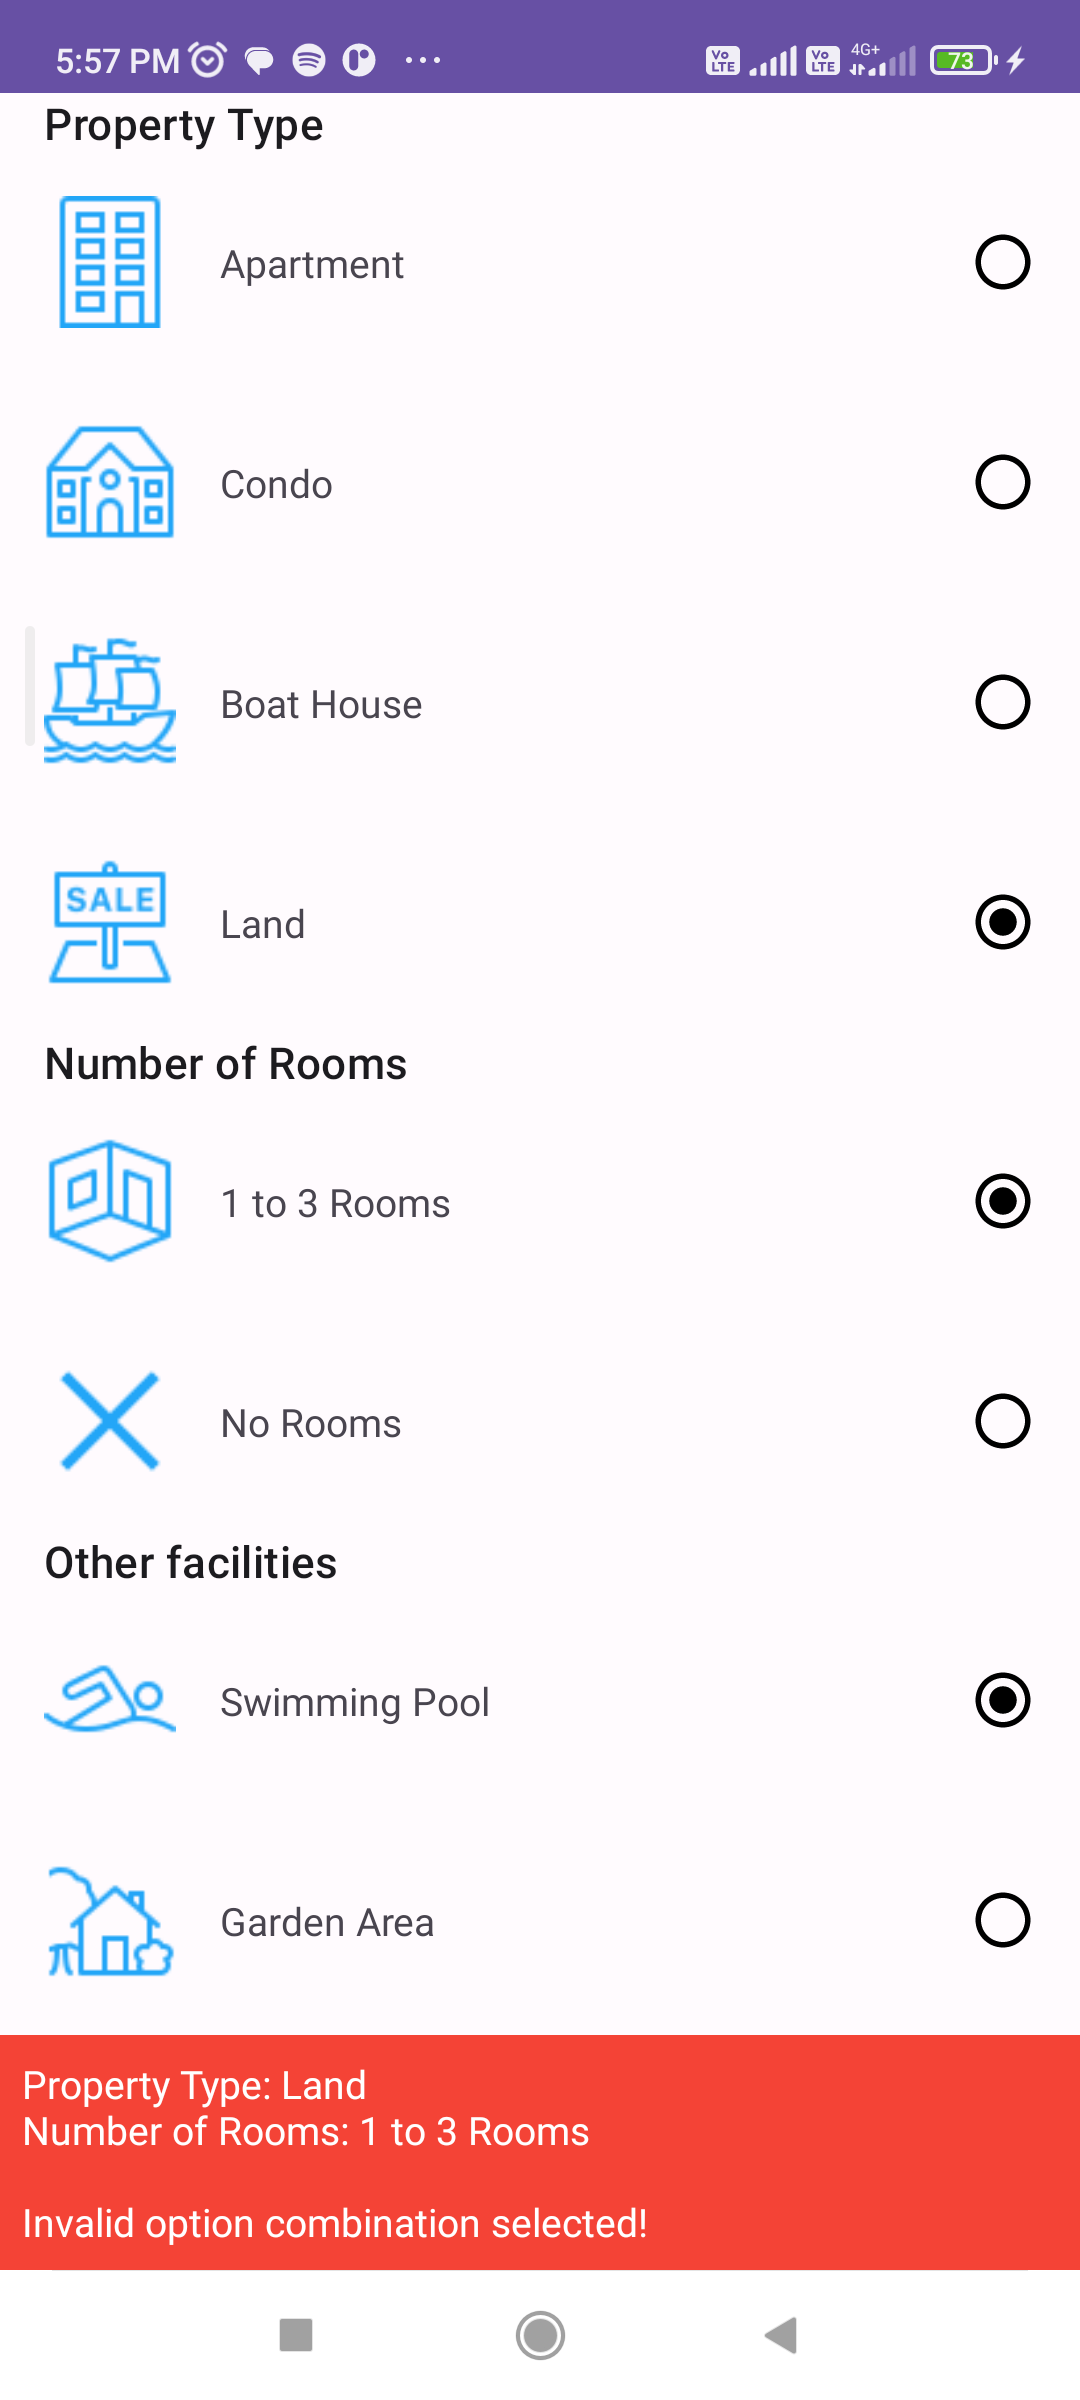 5:57 PM
Vo LTE
Vo LTE
4G+
73
Property Type
Apartment
Condo
Boat House
SALE
Land
Number of Rooms
1 to 3 Rooms
No Rooms
Other facilities
Swimming Pool
Garden Area
Property Type: Land
Number of Rooms: 1 to 3 Rooms
Invalid option combination selected!